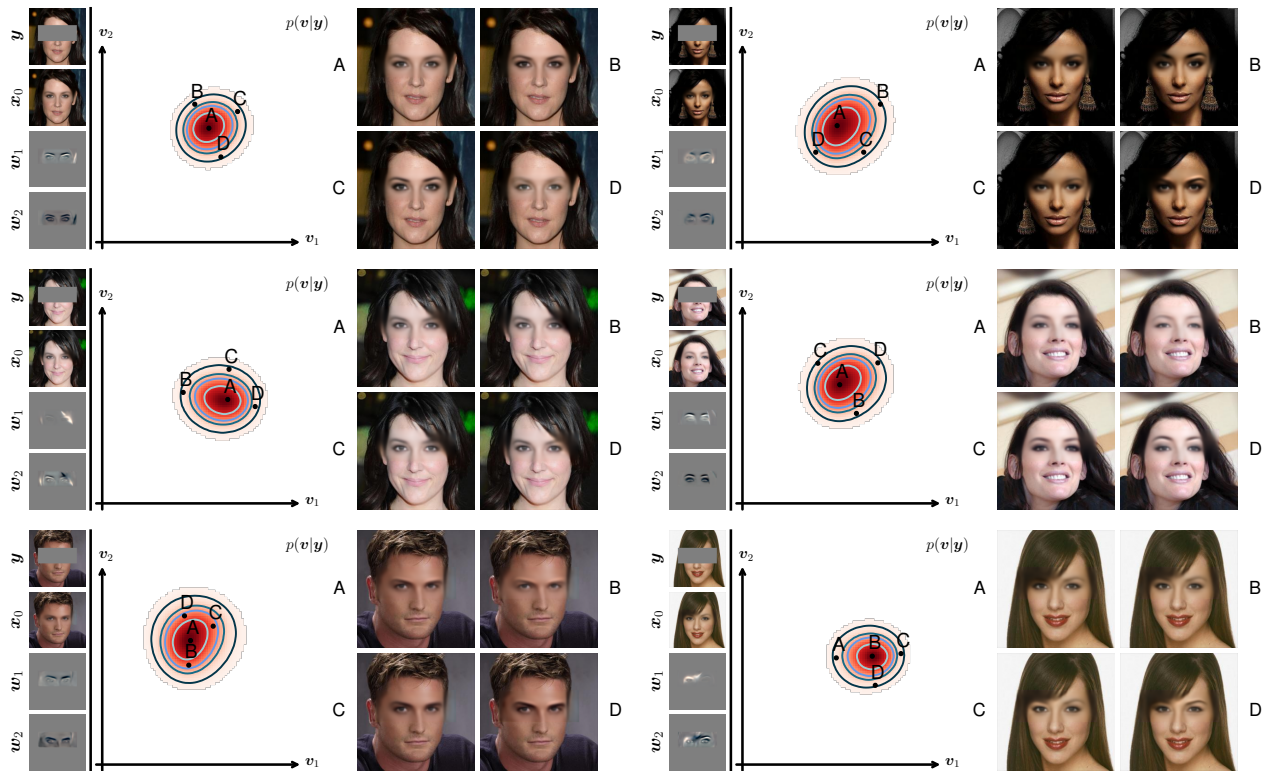 y
x₀
w₁
w₂
v₂
v₁
p(v|y)
A
B
C
D
A
B
C
D
y
x₀
w₁
w₂
v₂
v₁
p(v|y)
A
B
C
D
A
B
C
D
y
x₀
w₁
w₂
v₂
v₁
p(v|y)
A
B
C
D
A
B
C
D
y
x₀
w₁
w₂
v₂
v₁
p(v|y)
A
B
C
D
A
B
C
D
y
x₀
w₁
w₂
v₂
v₁
p(v|y)
A
B
C
D
A
B
C
D
y
x₀
w₁
w₂
v₂
v₁
p(v|y)
A
B
C
D
A
B
C
D